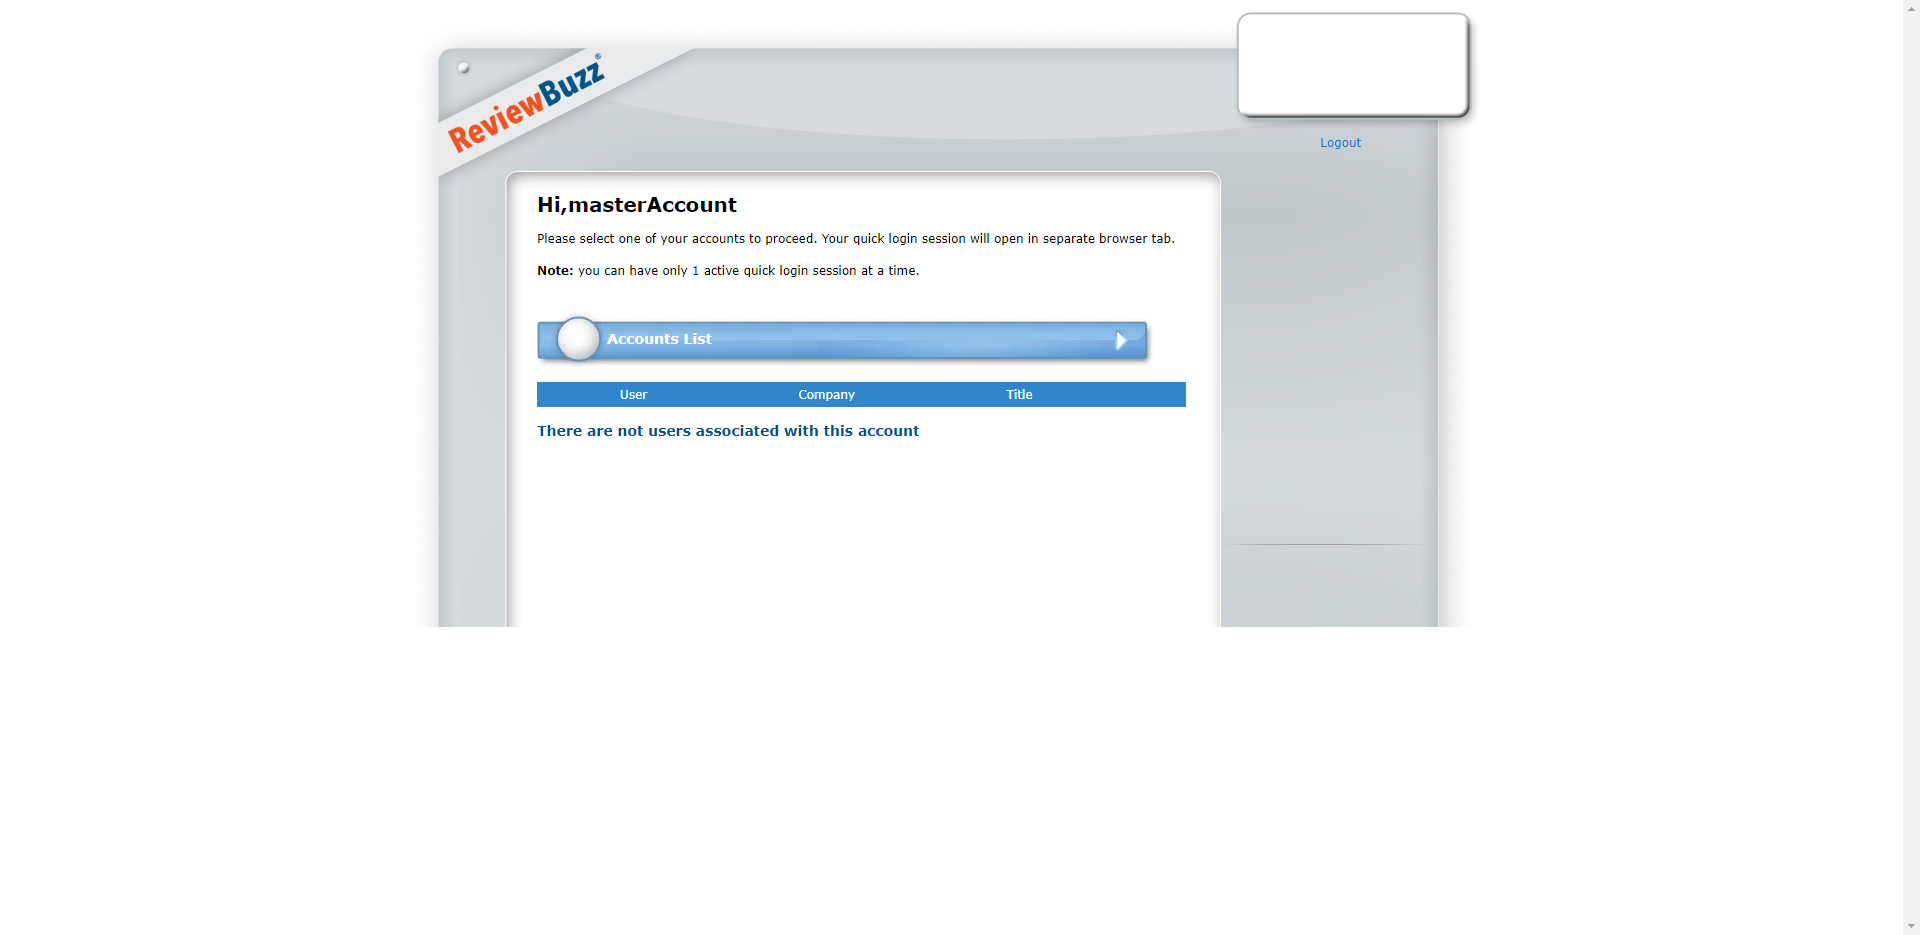 ReviewBuzz®
Logout
Hi,masterAccount
Please select one of your accounts to proceed. Your quick login session will open in separate browser tab.
Note: you can have only 1 active quick login session at a time.
Accounts List
User Company Title
There are not users associated with this account